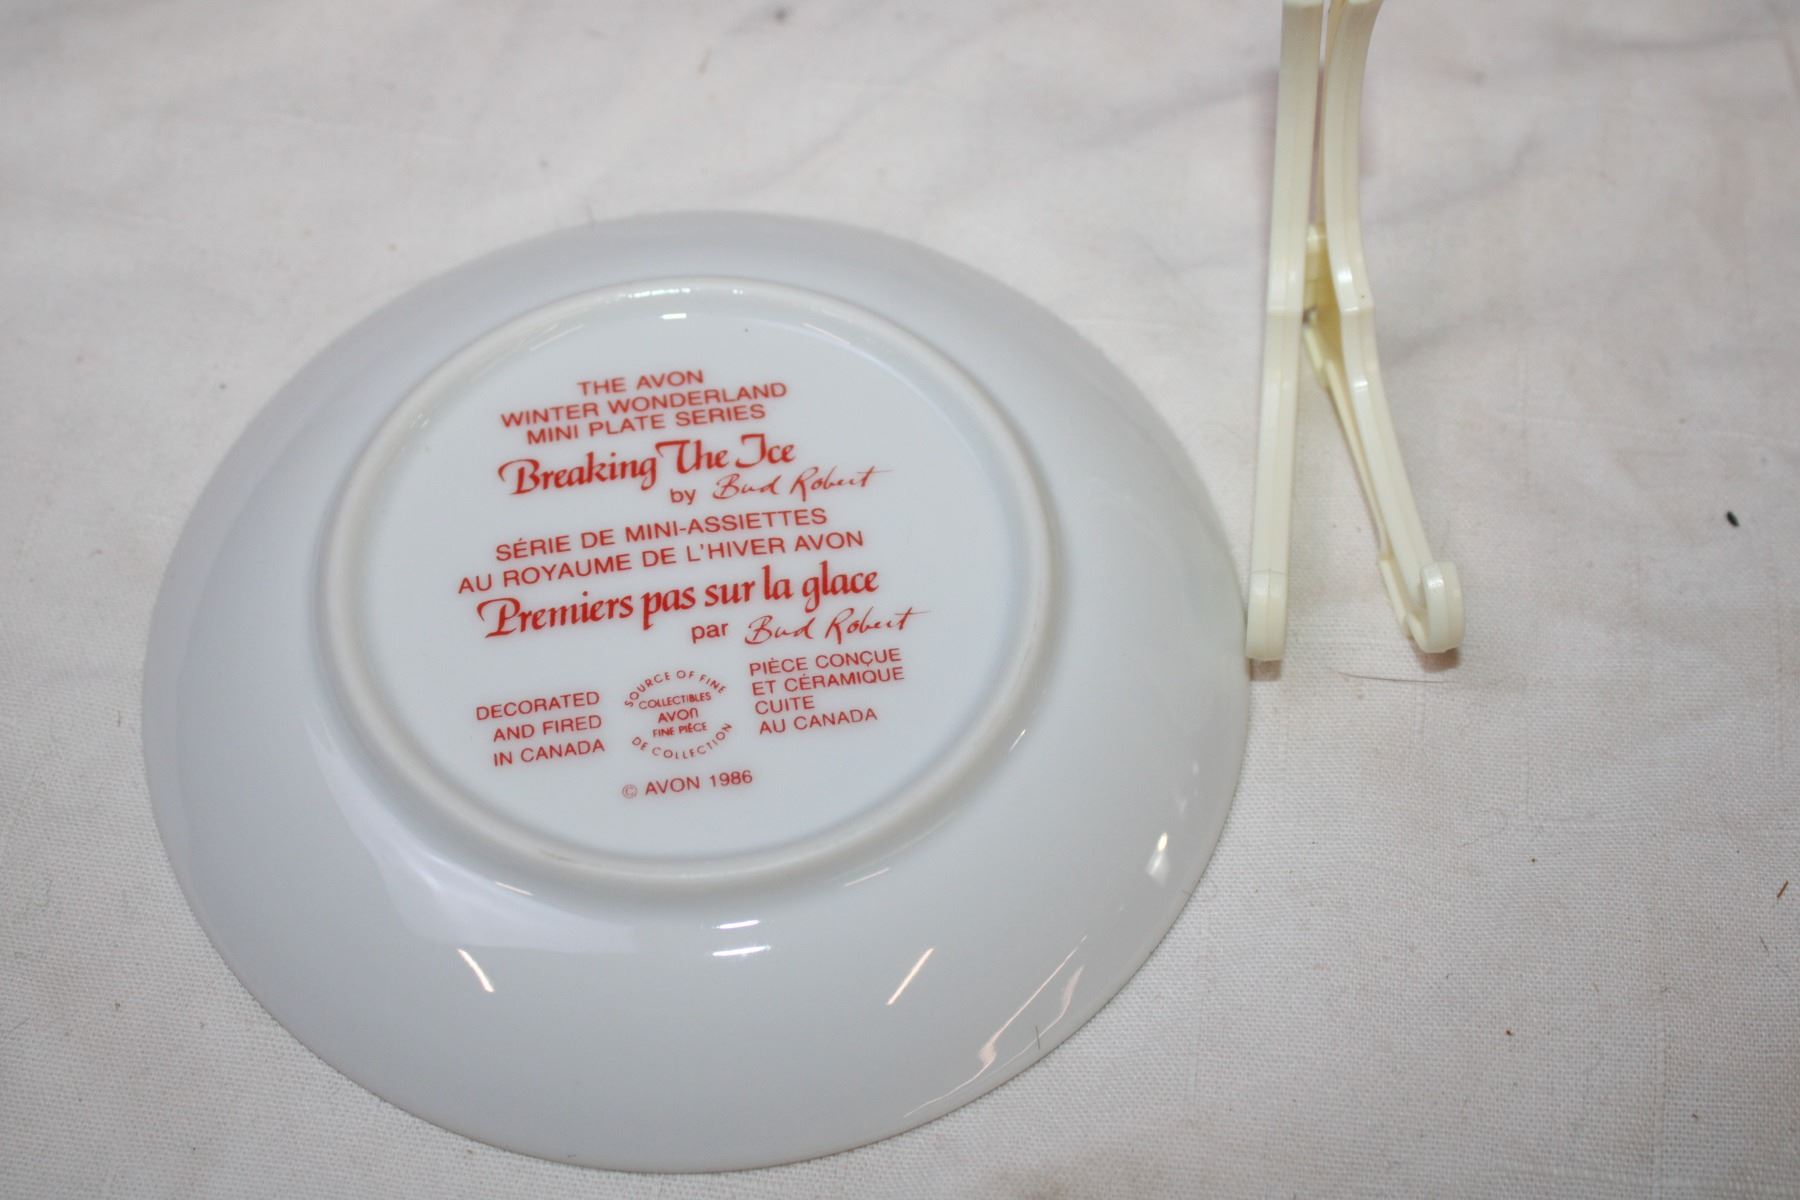 THE AVON
WINTER WONDERLAND
MINI PLATE SERIES
Breaking The Ice
by Bud Robert
SÉRIE DE MINI-ASSIETTES
AU ROYAUME DE L'HIVER AVON
Premiers pas sur la glace
par Bud Robert
DECORATED
AND FIRED
IN CANADA
SOURCE OF FINE
COLLECTIBLES
AVON
FINE PIÈCE
DE COLLECTION
PIÈCE CONÇUE
ET CÉRAMIQUE
CUITE
AU CANADA
© AVON 1986